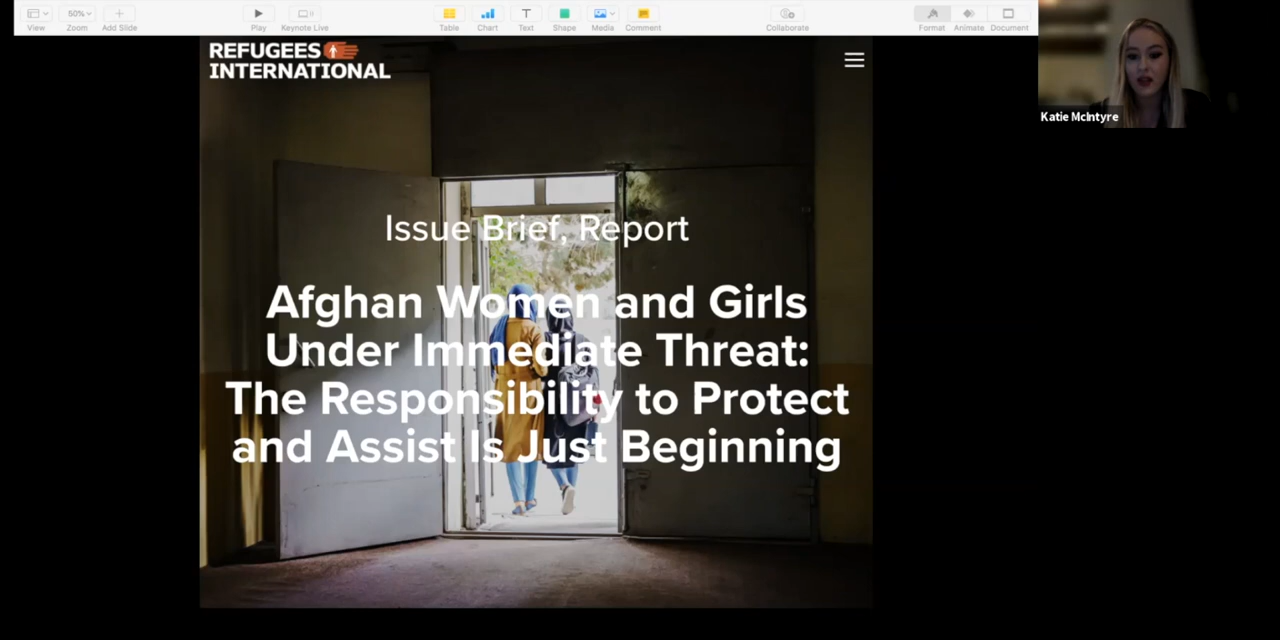 View
50%
Zoom
Add Slide
Play
Keynote Live
Table
Chart
Text
Shape
Media
Comment
Collaborate
Format
Animate
Document
Katie McIntyre
REFUGEES
INTERNATIONAL
Issue Brief, Report
Afghan Women and Girls
Under Immediate Threat:
The Responsibility to Protect
and Assist Is Just Beginning